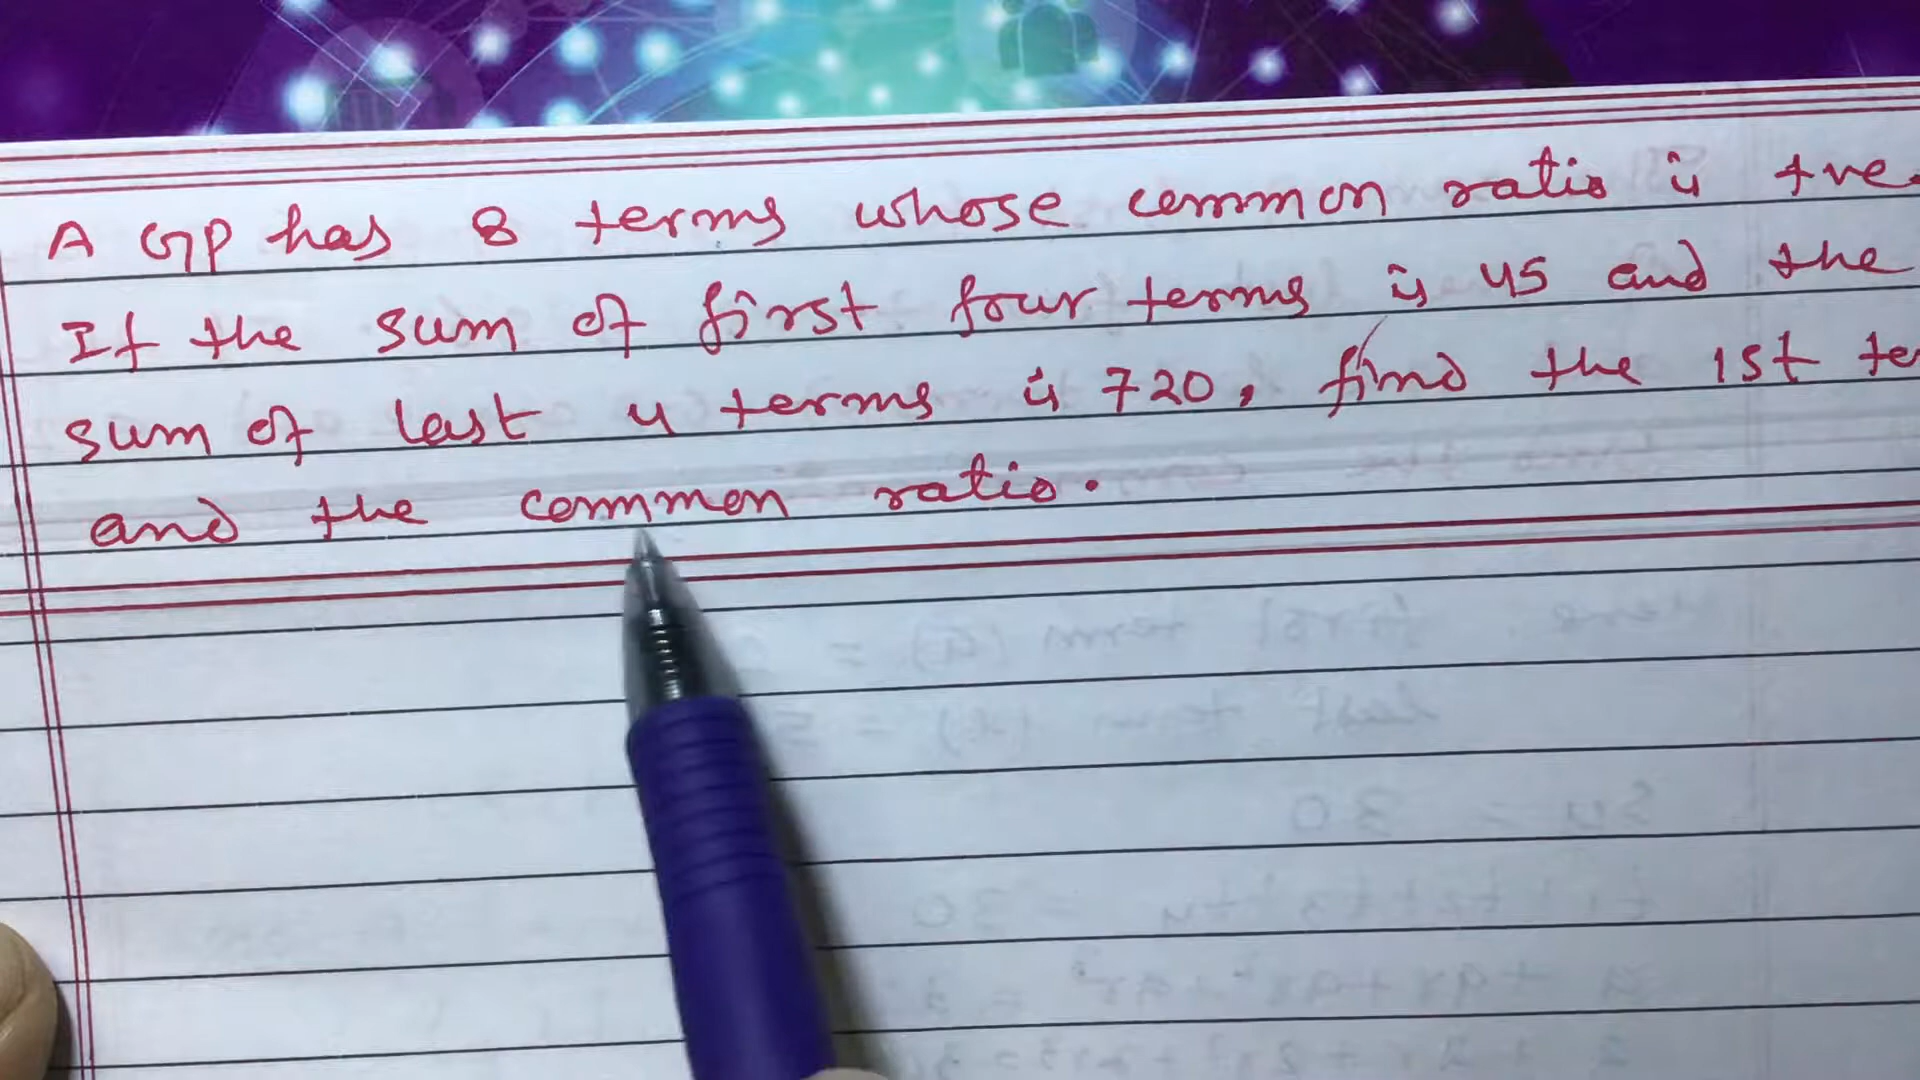 A GP has 8 terms whose common ratio is +ve.
If the sum of first four terms is 45 and the
sum of last 4 terms is 720, find the 1st te
and the common ratio.